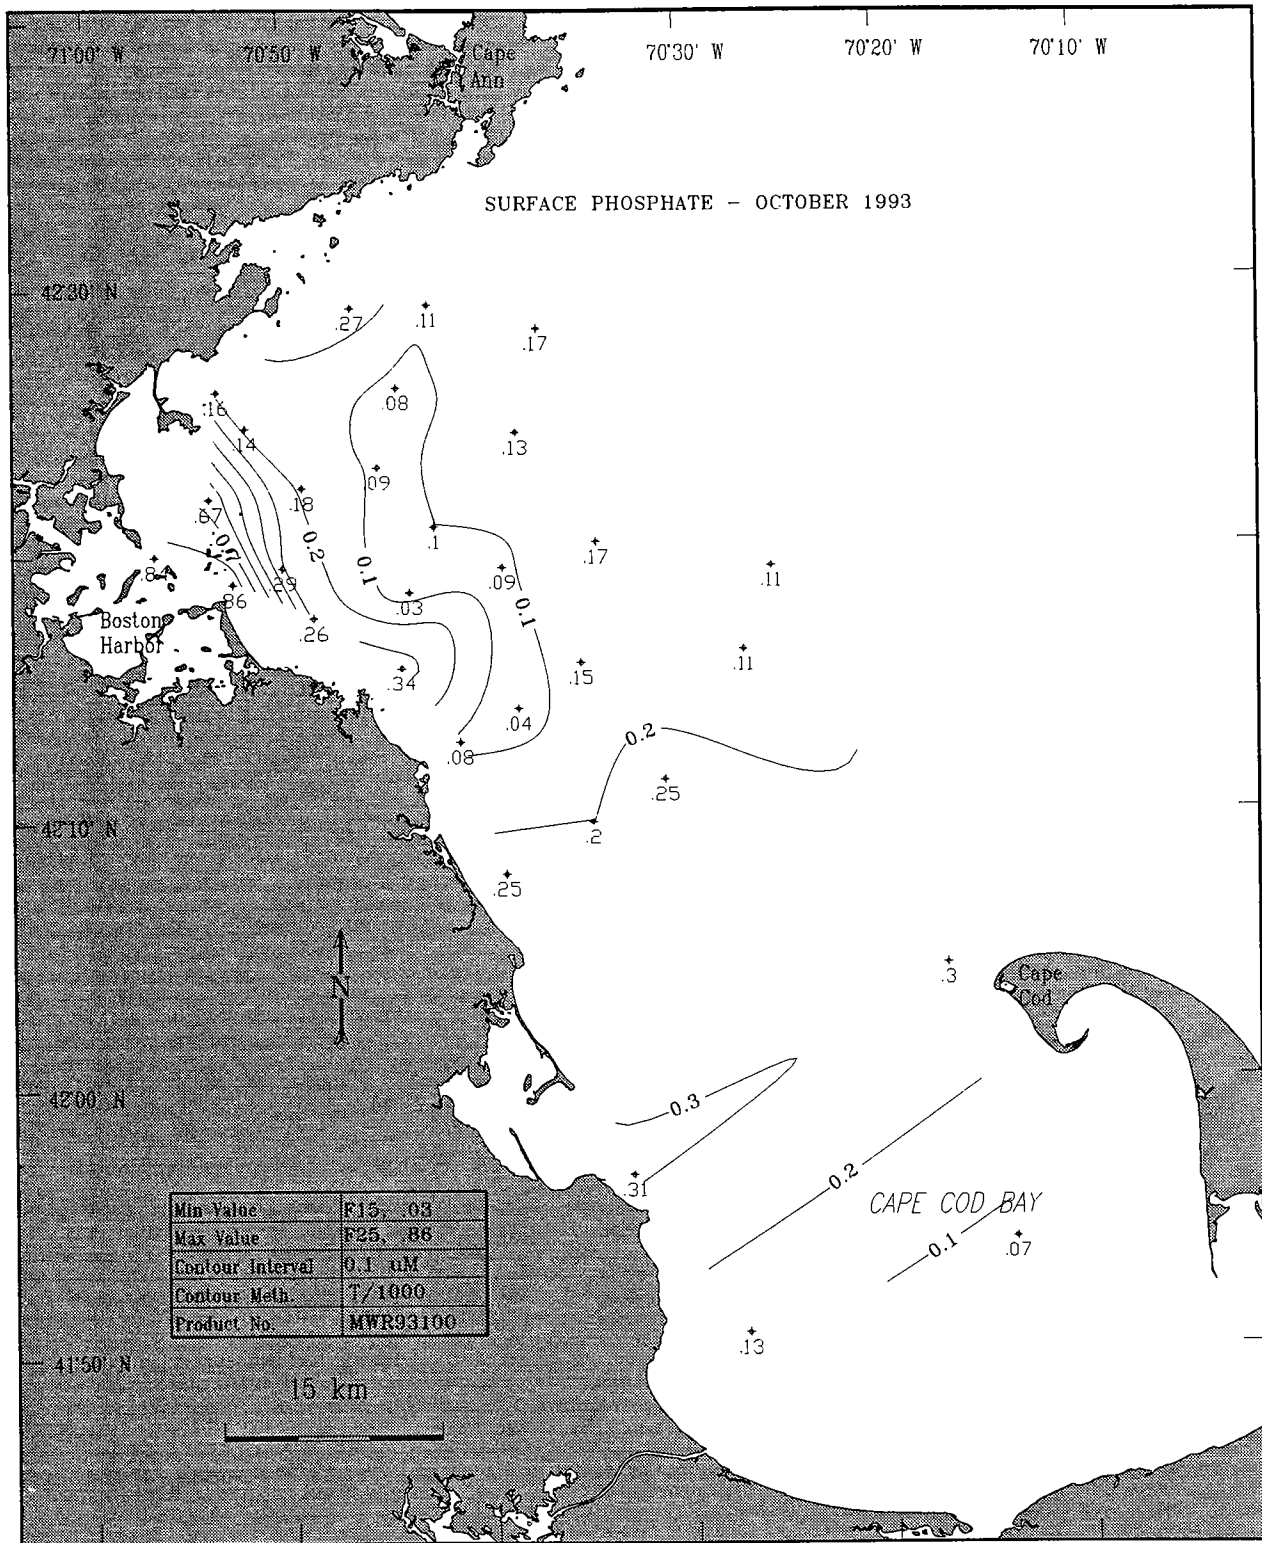 71°00' W
70°50' W
70°30' W
70°20' W
70°10' W
Cape
Ann
SURFACE PHOSPHATE - OCTOBER 1993
42°30' N
.27
.11
.17
.08
.16
.14
.13
.09
.18
.67
.1
.17
0.2
0.7
.84
.11
.29
0.1
.09
.86
.03
0.1
Boston
Harbor
.26
.11
.34
.15
.04
.08
0.2
.25
42°10' N
.2
.25
N
.3
Cape
Cod
42°00' N
0.3
0.2
.31
CAPE COD BAY
0.1
.07
Min Value F15, .03
Max Value F25, .86
Contour Interval 0.1 uM
Contour Meth. T/1000
Product No. MWR93100
.13
41°50' N
15 km